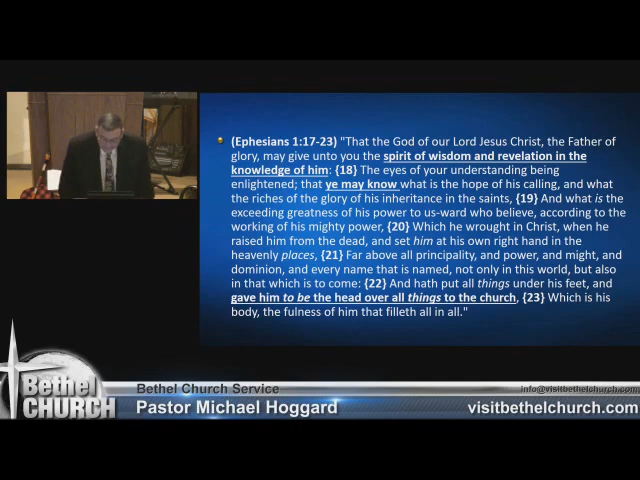 (Ephesians 1:17-23) "That the God of our Lord Jesus Christ, the Father of
glory, may give unto you the spirit of wisdom and revelation in the
knowledge of him: {18} The eyes of your understanding being
enlightened; that ye may know what is the hope of his calling, and what
the riches of the glory of his inheritance in the saints, {19} And what is the
exceeding greatness of his power to us-ward who believe, according to the
working of his mighty power, {20} Which he wrought in Christ, when he
raised him from the dead, and set him at his own right hand in the
heavenly places, {21} Far above all principality, and power, and might, and
dominion, and every name that is named, not only in this world, but also
in that which is to come: {22} And hath put all things under his feet, and
gave him to be the head over all things to the church, {23} Which is his
body, the fulness of him that filleth all in all."
Bethel
CHURCH
Bethel Church Service
info@visitbethelchurch.com
Pastor Michael Hoggard
visitbethelchurch.com